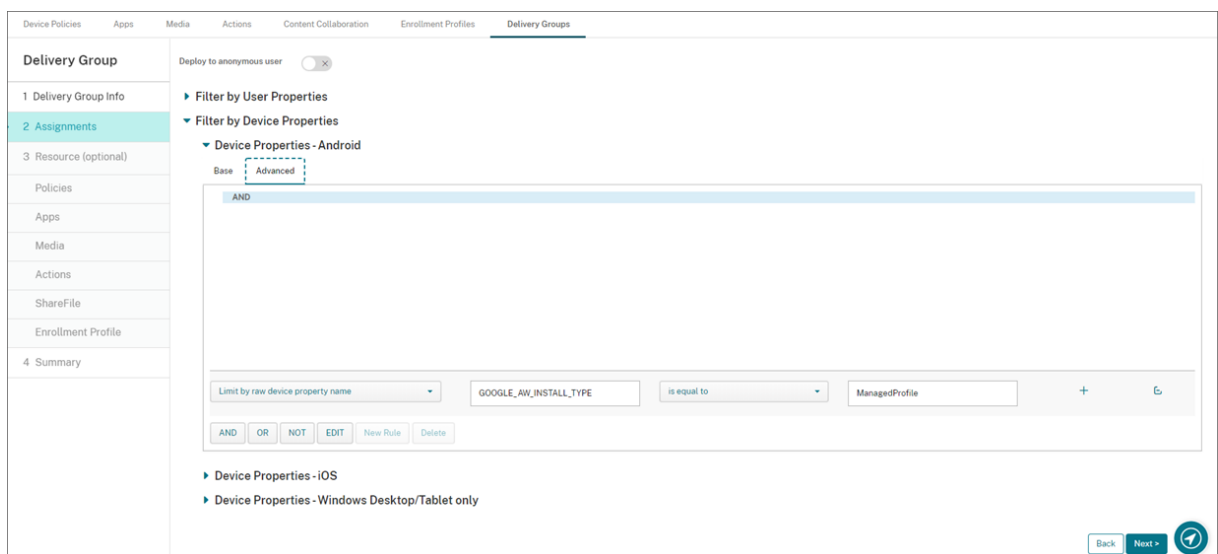 Device Policies Apps Media Actions Content Collaboration Enrollment Profiles Delivery Groups
Delivery Group
1 Delivery Group Info
2 Assignments
3 Resource (optional)
Policies
Apps
Media
Actions
ShareFile
Enrollment Profile
4 Summary
Deploy to anonymous user
Filter by User Properties
Filter by Device Properties
Device Properties - Android
Base Advanced
AND
Limit by raw device property name GOOGLE_AW_INSTALL_TYPE is equal to ManagedProfile
AND OR NOT EDIT New Rule Delete
Device Properties - iOS
Device Properties - Windows Desktop/Tablet only
Back Next >